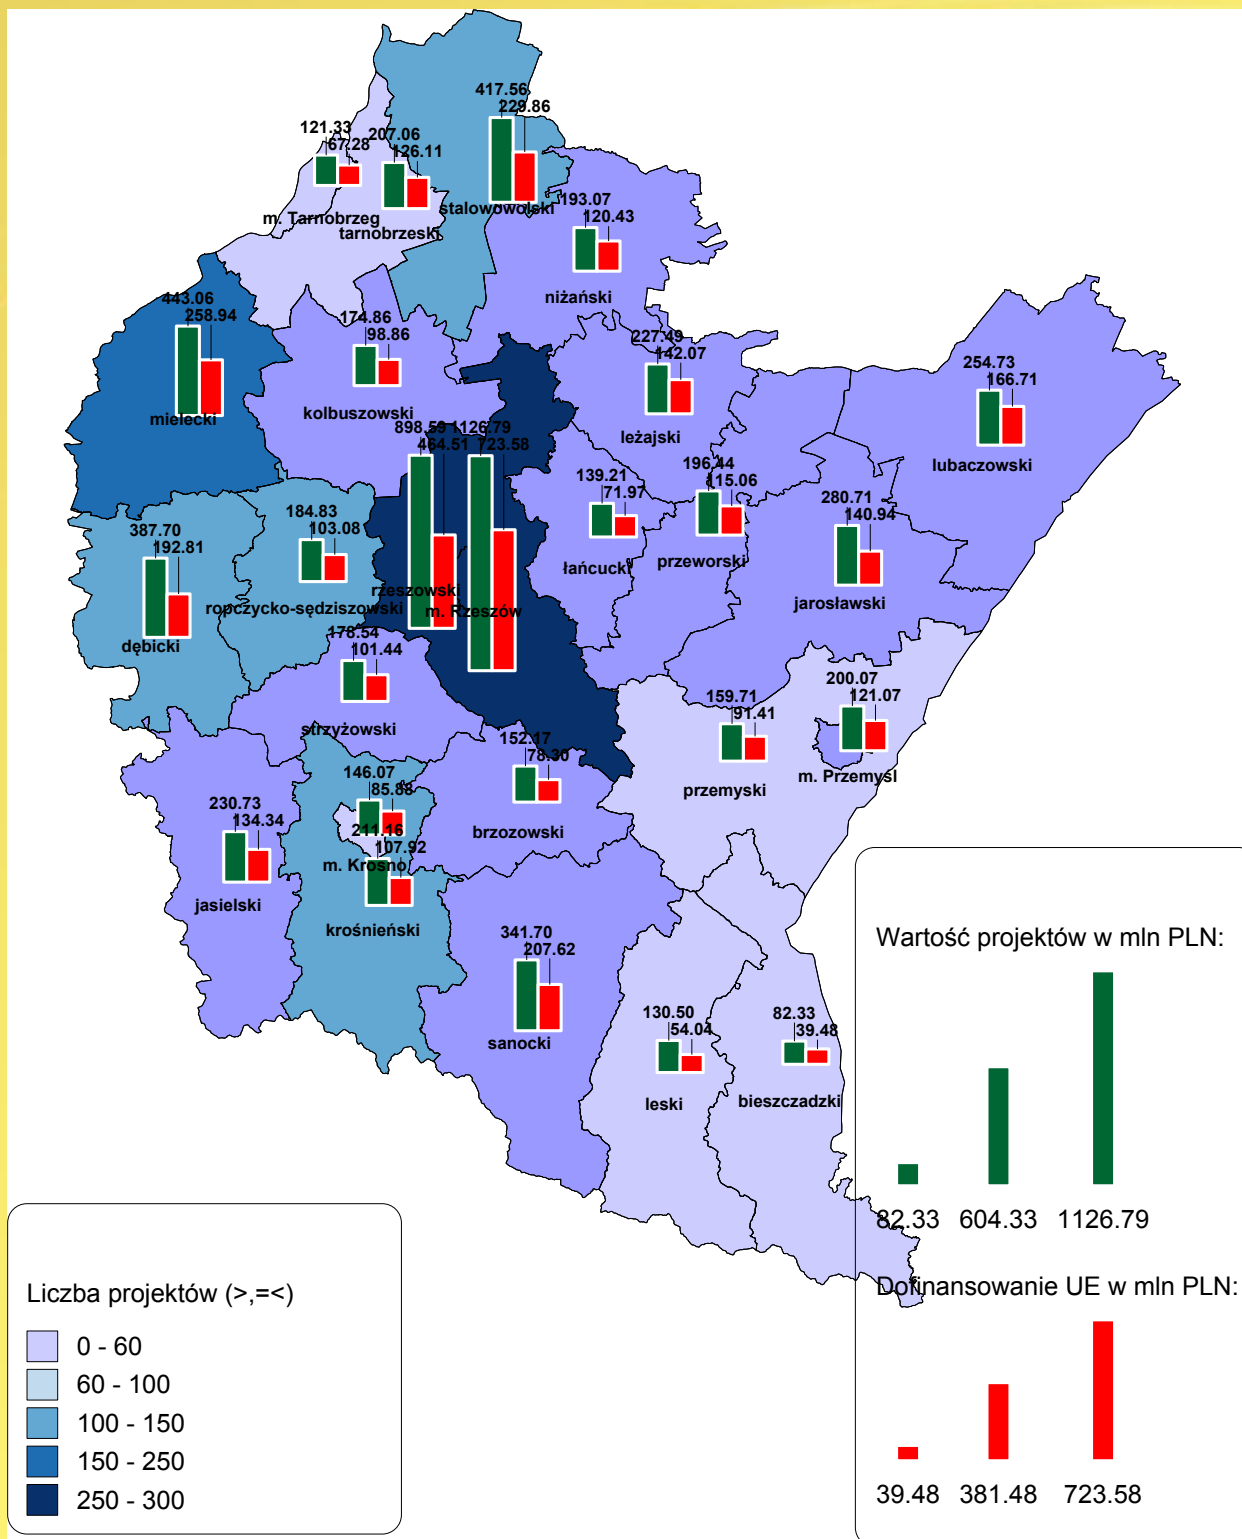 417.56
229.86
121.33
67.28
207.06
126.11
m. Tarnobrzeg
tarnobrzeski
stalowowolski
193.07
120.43
niżański
443.06
258.94
mielecki
174.86
98.86
kolbuszowski
227.49
142.07
leżajski
254.73
166.71
lubaczowski
898.59
464.51
rzeszowski
1126.79
723.58
m. Rzeszów
139.21
71.97
łańcucki
196.44
115.06
przeworski
280.71
140.94
jarosławski
387.70
192.81
dębicki
184.83
103.08
ropczycko-sędziszowski
178.54
101.44
strzyżowski
159.71
91.41
przemyski
200.07
121.07
m. Przemyśl
152.17
78.30
brzozowski
146.07
85.88
m. Krosno
211.16
107.92
krośnieński
230.73
134.34
jasielski
341.70
207.62
sanocki
130.50
54.04
leski
82.33
39.48
bieszczadzki
Wartość projektów w mln PLN:
82.33 604.33 1126.79
Dofinansowanie UE w mln PLN:
39.48 381.48 723.58
Liczba projektów (>,=<)
0 - 60
60 - 100
100 - 150
150 - 250
250 - 300